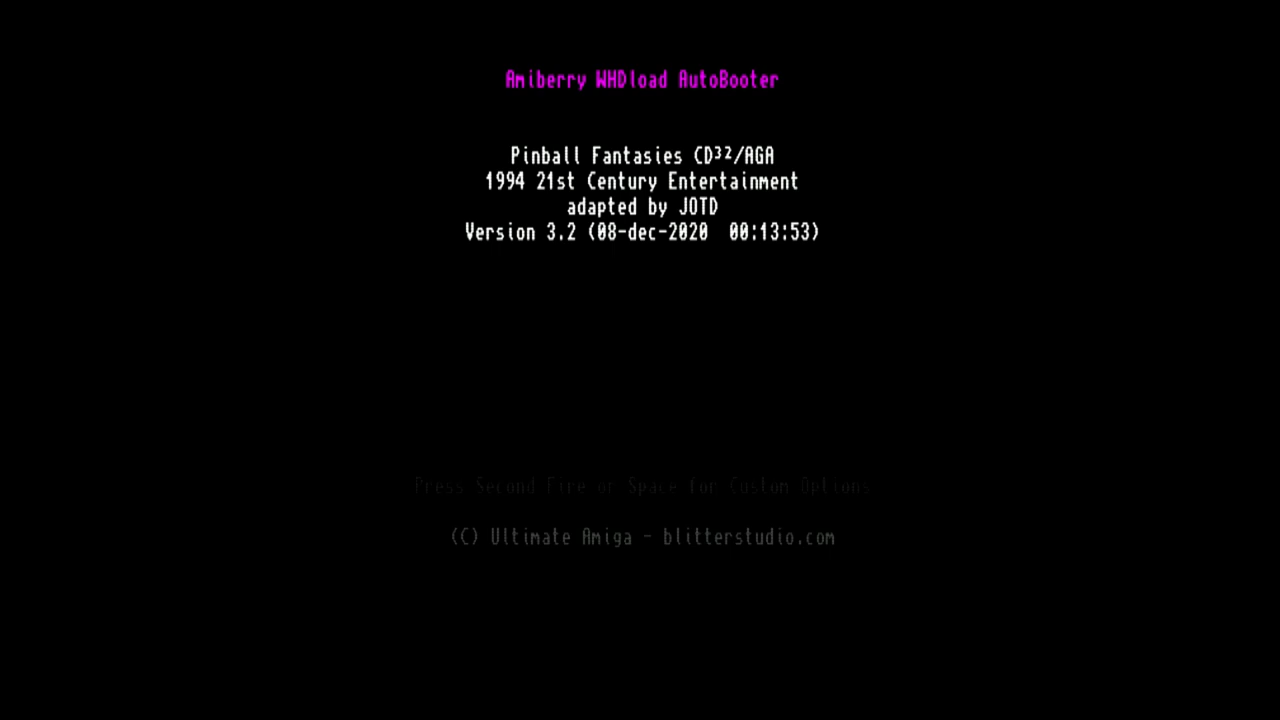 Amiberry WHDload AutoBooter
Pinball Fantasies CD³²/AGA
1994 21st Century Entertainment
adapted by JOTD
Version 3.2 (08-dec-2020  00:13:53)
Press Second Fire or Space for Custom Options
(C) Ultimate Amiga - blitterstudio.com